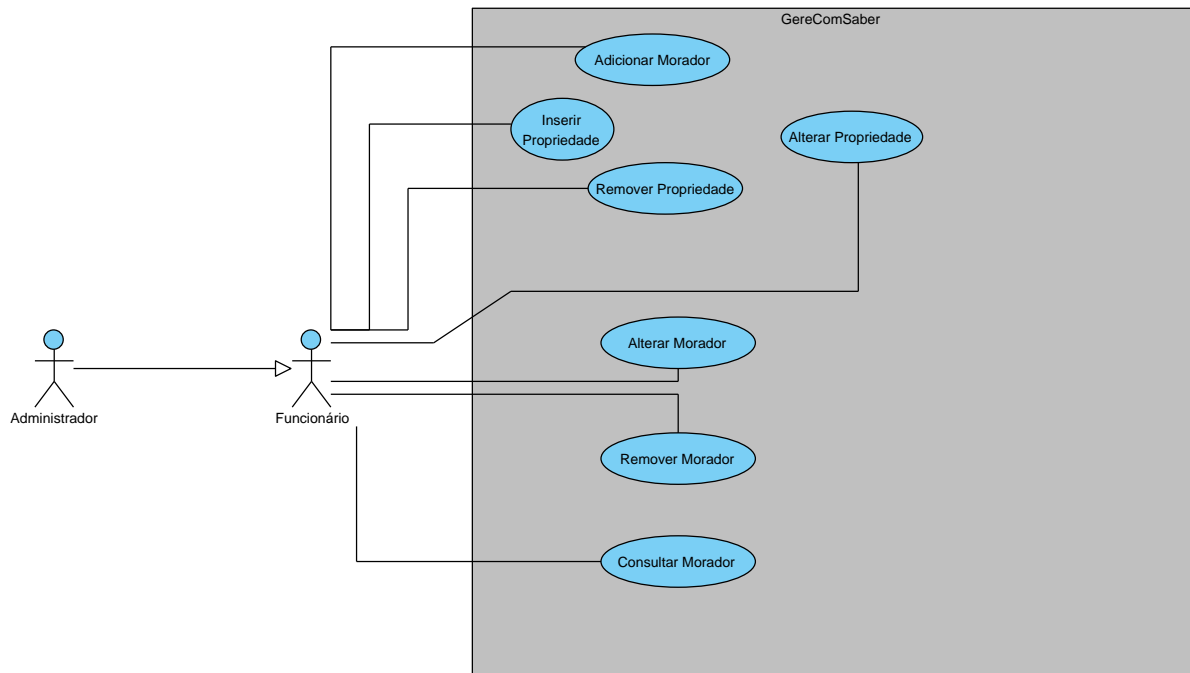 GereComSaber
Adicionar Morador
Inserir
Propriedade
Alterar Propriedade
Remover Propriedade
Alterar Morador
Administrador
Funcionário
Remover Morador
Consultar Morador